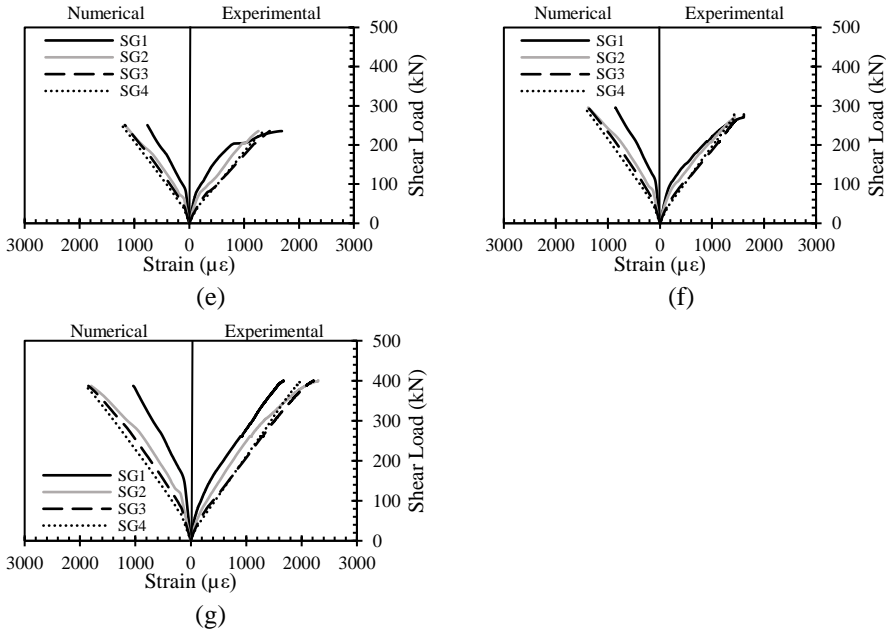 Numerical Experimental
500
400
300
200
100
0
Shear Load (kN)
SG1
SG2
SG3
SG4
3000 2000 1000 0 1000 2000 3000
Strain (µε)
(e)
Numerical Experimental
500
400
300
200
100
0
Shear Load (kN)
SG1
SG2
SG3
SG4
3000 2000 1000 0 1000 2000 3000
Strain (µε)
(f)
Numerical Experimental
500
400
300
200
100
0
Shear Load (kN)
SG1
SG2
SG3
SG4
3000 2000 1000 0 1000 2000 3000
Strain (µε)
(g)